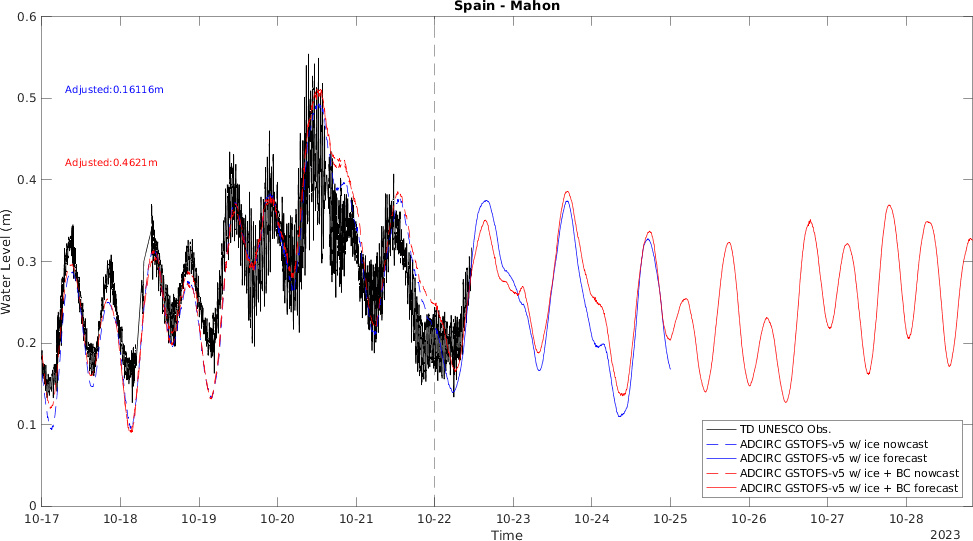 Spain - Mahon
0.6
0.5
0.4
0.3
0.2
0.1
0
Water Level (m)
Adjusted:0.16116m
Adjusted:0.4621m
TD UNESCO Obs.
ADCIRC GSTOFS-v5 w/ ice nowcast
ADCIRC GSTOFS-v5 w/ ice forecast
ADCIRC GSTOFS-v5 w/ ice + BC nowcast
ADCIRC GSTOFS-v5 w/ ice + BC forecast
10-17 10-18 10-19 10-20 10-21 10-22 10-23 10-24 10-25 10-26 10-27 10-28
Time
2023